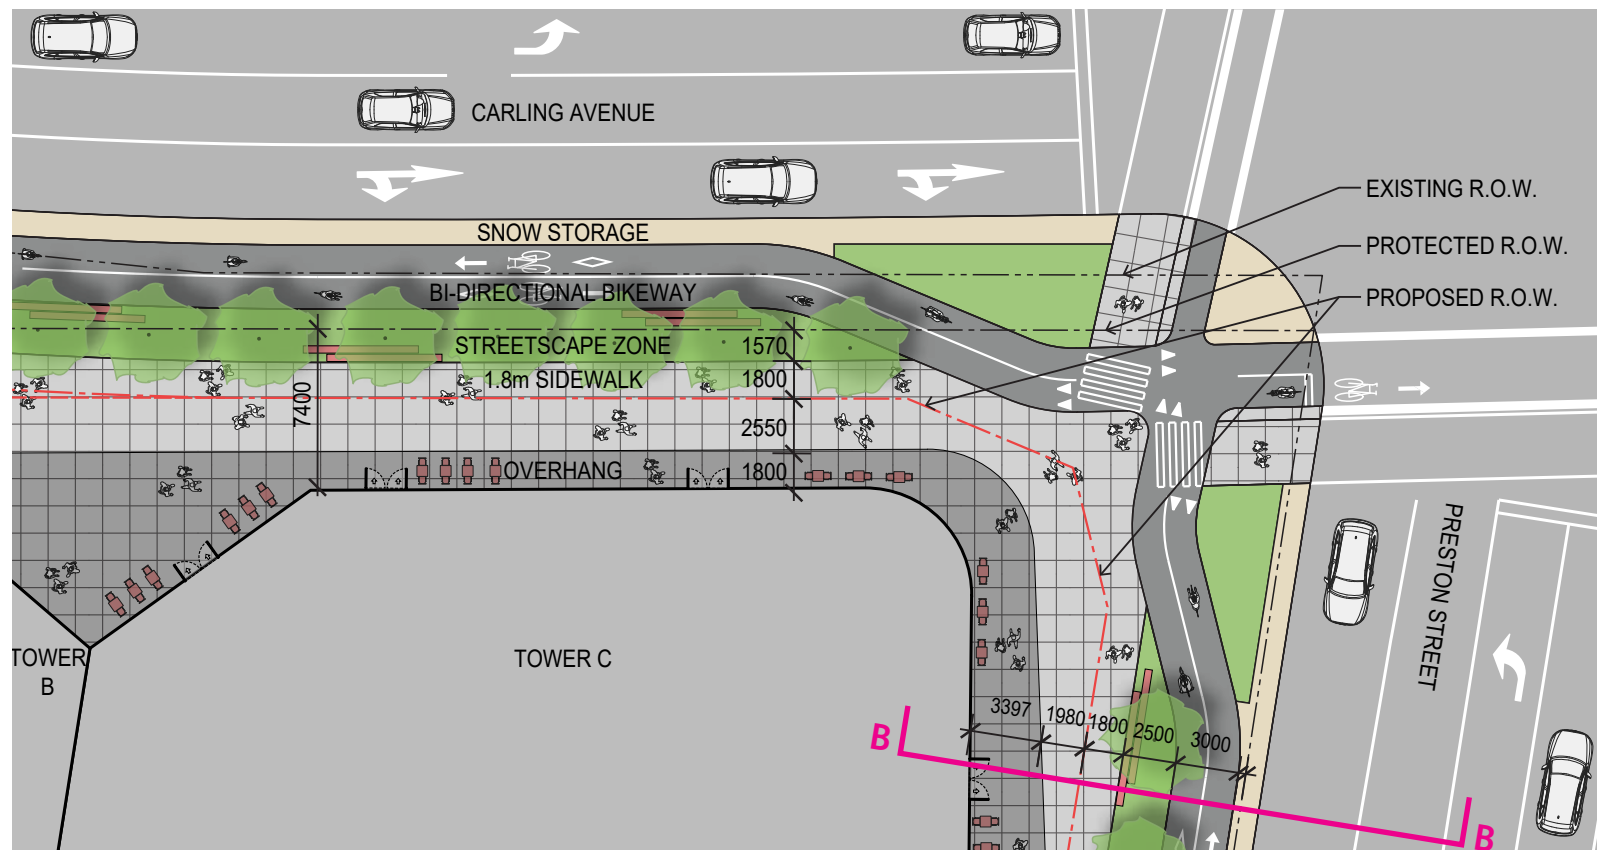 CARLING AVENUE
EXISTING R.O.W.
SNOW STORAGE
PROTECTED R.O.W.
BI-DIRECTIONAL BIKEWAY
PROPOSED R.O.W.
STREETSCAPE ZONE
1570
1.8m SIDEWALK
1800
7400
2550
OVERHANG
1800
PRESTON STREET
TOWER
B
TOWER C
3397
1980
1800
2500
3000
B
B